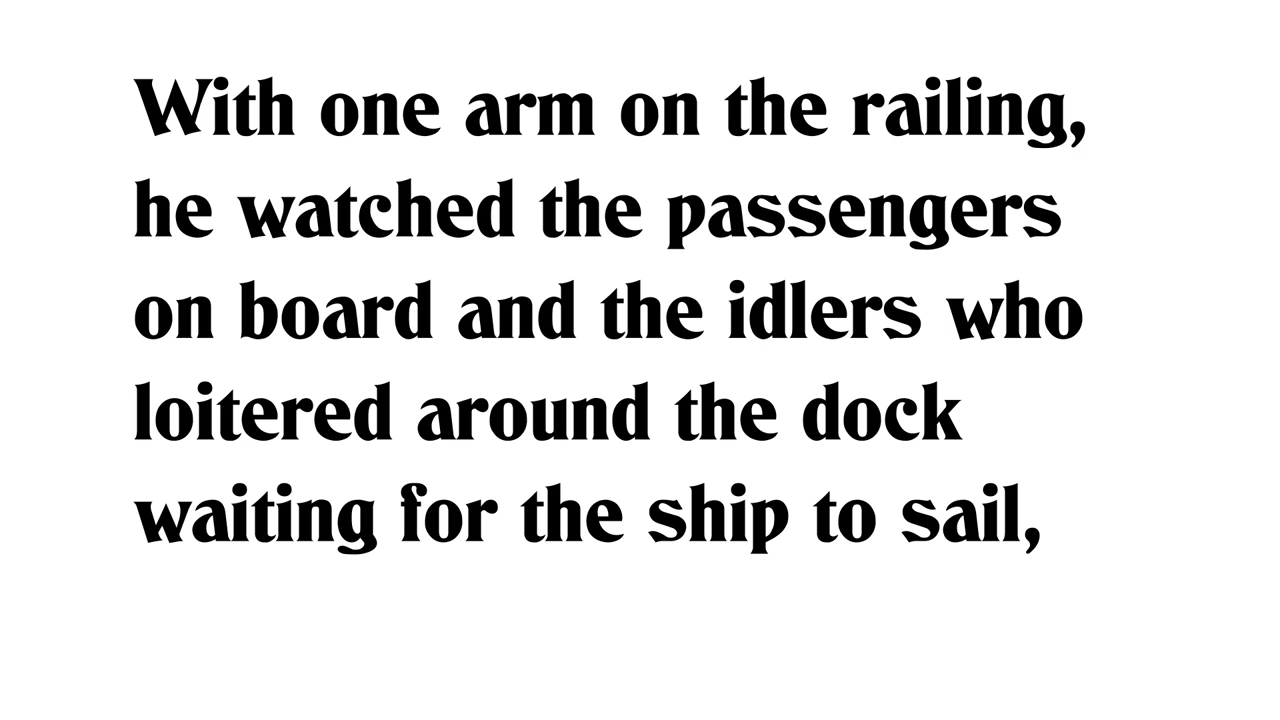 With one arm on the railing,
he watched the passengers
on board and the idlers who
loitered around the dock
waiting for the ship to sail,